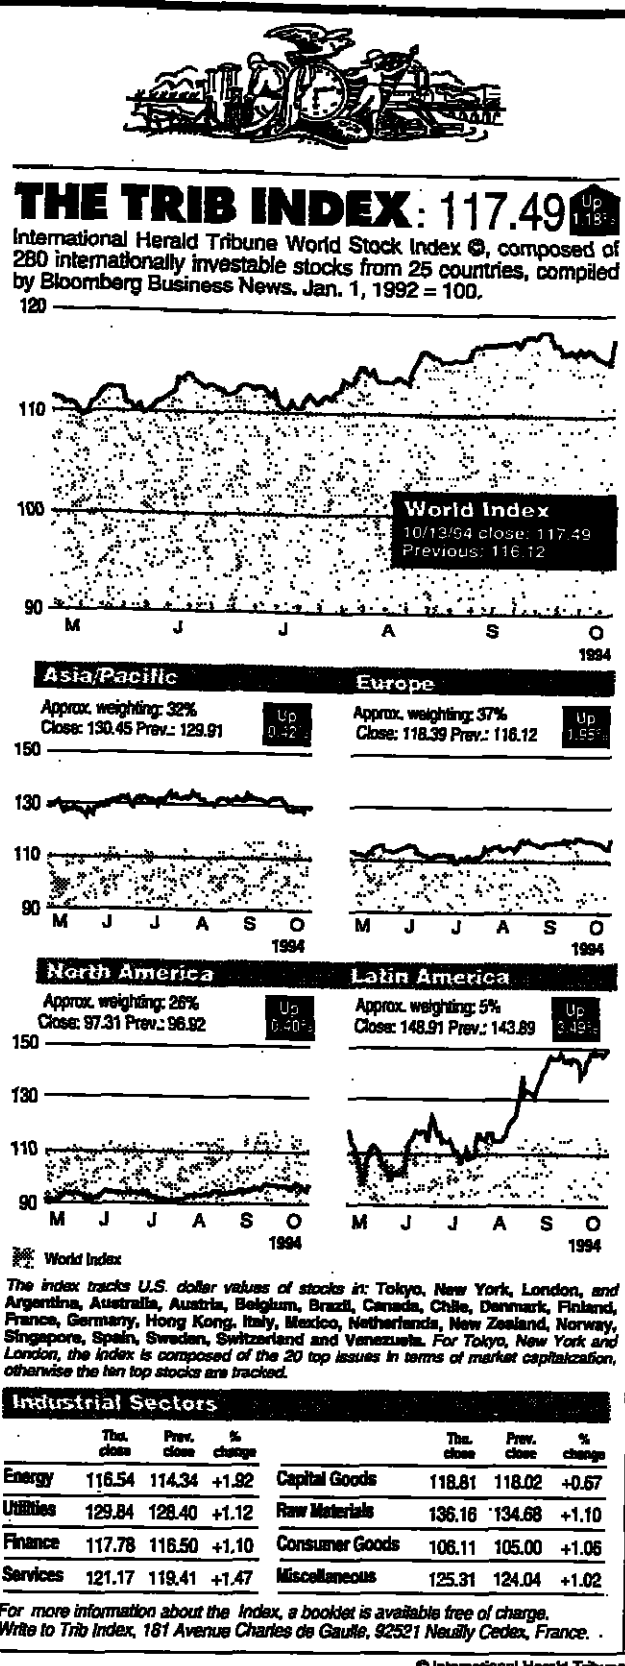 THE TRIB INDEX: 117.49 Up 1.18%
International Herald Tribune World Stock Index ©, composed of
280 internationally investable stocks from 25 countries, compiled
by Bloomberg Business News. Jan. 1, 1992 = 100.
120
110
100
90
World Index
10/13/94 close: 117.49
Previous: 116.12
M J J A S O
1994
Asia/Pacific
Approx. weighting: 32%
Close: 130.45 Prev.: 129.91
Up
0.42%
Europe
Approx. weighting: 37%
Close: 118.39 Prev.: 116.12
Up
1.95%
150
130
110
90
M J J A S O
1994
M J J A S O
1994
North America
Approx. weighting: 26%
Close: 97.31 Prev.: 96.92
Up
0.40%
Latin America
Approx. weighting: 5%
Close: 148.91 Prev.: 143.89
Up
3.49%
150
130
110
90
M J J A S O
1994
M J J A S O
1994
World Index
The index tracks U.S. dollar values of stocks in: Tokyo, New York, London, and
Argentina, Australia, Austria, Belgium, Brazil, Canada, Chile, Denmark, Finland,
France, Germany, Hong Kong, Italy, Mexico, Netherlands, New Zealand, Norway,
Singapore, Spain, Sweden, Switzerland and Venezuela. For Tokyo, New York and
London, the index is composed of the 20 top issues in terms of market capitalization,
otherwise the ten top stocks are tracked.
Industrial Sectors
Thu. close Prev. close % change Thu. close Prev. close % change
Energy 116.54 114.34 +1.92 Capital Goods 118.81 118.02 +0.67
Utilities 129.84 128.40 +1.12 Raw Materials 136.16 134.68 +1.10
Finance 117.78 116.50 +1.10 Consumer Goods 106.11 105.00 +1.06
Services 121.17 119.41 +1.47 Miscellaneous 125.31 124.04 +1.02
For more information about the Index, a booklet is available free of charge.
Write to Trib Index, 181 Avenue Charles de Gaulle, 92521 Neuilly Cedex, France.
© International Herald Tribune